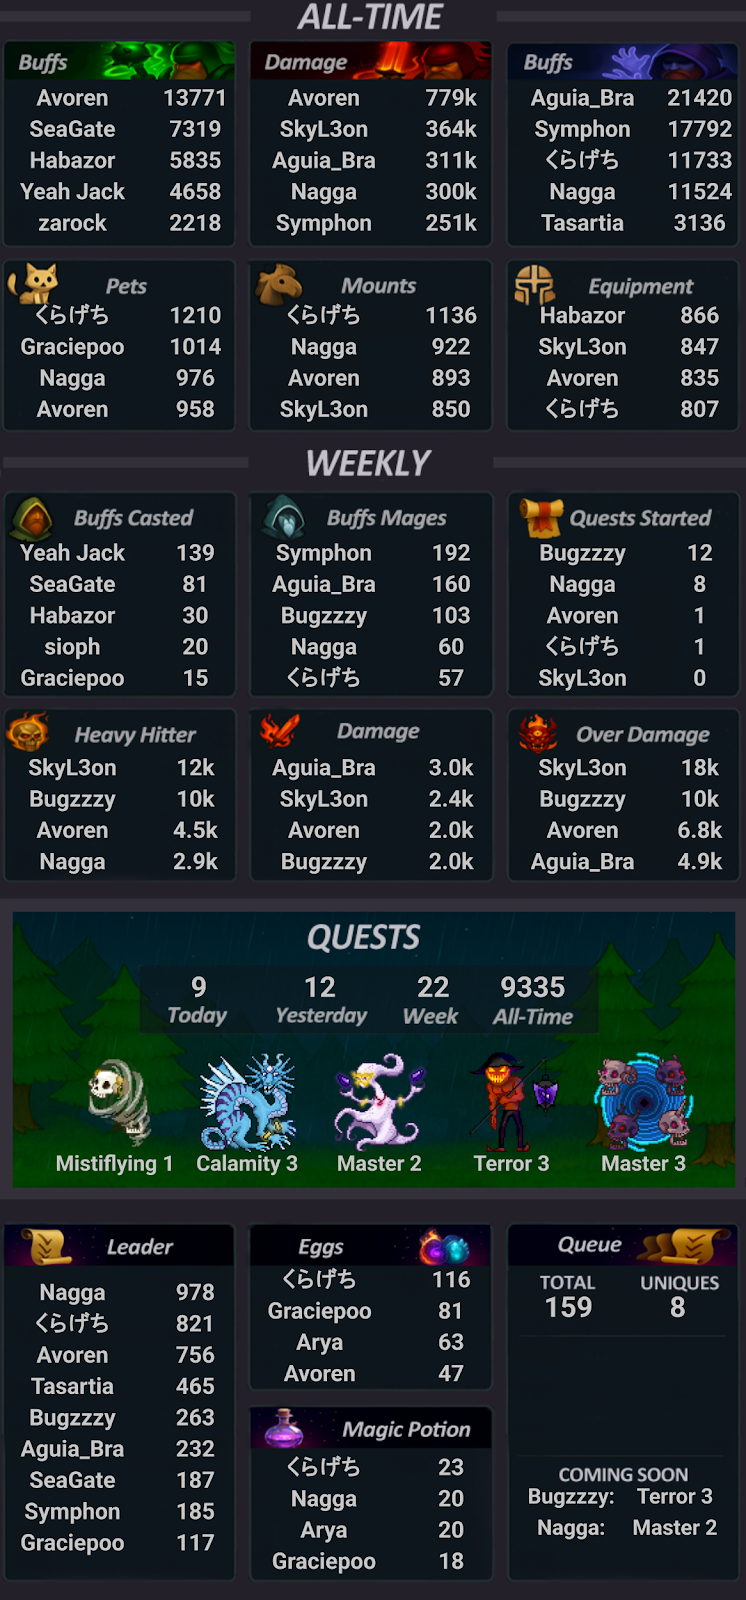 ALL-TIME
Buffs
Avoren 13771
SeaGate 7319
Habazor 5835
Yeah Jack 4658
zarock 2218
Damage
Avoren 779k
SkyL3on 364k
Aguia_Bra 311k
Nagga 300k
Symphon 251k
Buffs
Aguia_Bra 21420
Symphon 17792
くらげち 11733
Nagga 11524
Tasartia 3136
Pets
くらげち 1210
Graciepoo 1014
Nagga 976
Avoren 958
Mounts
くらげち 1136
Nagga 922
Avoren 893
SkyL3on 850
Equipment
Habazor 866
SkyL3on 847
Avoren 835
くらげち 807
WEEKLY
Buffs Casted
Yeah Jack 139
SeaGate 81
Habazor 30
sioph 20
Graciepoo 15
Buffs Mages
Symphon 192
Aguia_Bra 160
Bugzzzy 103
Nagga 60
くらげち 57
Quests Started
Bugzzzy 12
Nagga 8
Avoren 1
くらげち 1
SkyL3on 0
Heavy Hitter
SkyL3on 12k
Bugzzzy 10k
Avoren 4.5k
Nagga 2.9k
Damage
Aguia_Bra 3.0k
SkyL3on 2.4k
Avoren 2.0k
Bugzzzy 2.0k
Over Damage
SkyL3on 18k
Bugzzzy 10k
Avoren 6.8k
Aguia_Bra 4.9k
QUESTS
9 12 22 9335
Today Yesterday Week All-Time
Mistiflying 1 Calamity 3 Master 2 Terror 3 Master 3
Leader
Nagga 978
くらげち 821
Avoren 756
Tasartia 465
Bugzzzy 263
Aguia_Bra 232
SeaGate 187
Symphon 185
Graciepoo 117
Eggs
くらげち 116
Graciepoo 81
Arya 63
Avoren 47
Magic Potion
くらげち 23
Nagga 20
Arya 20
Graciepoo 18
Queue
TOTAL UNIQUES
159 8
COMING SOON
Bugzzzy: Terror 3
Nagga: Master 2